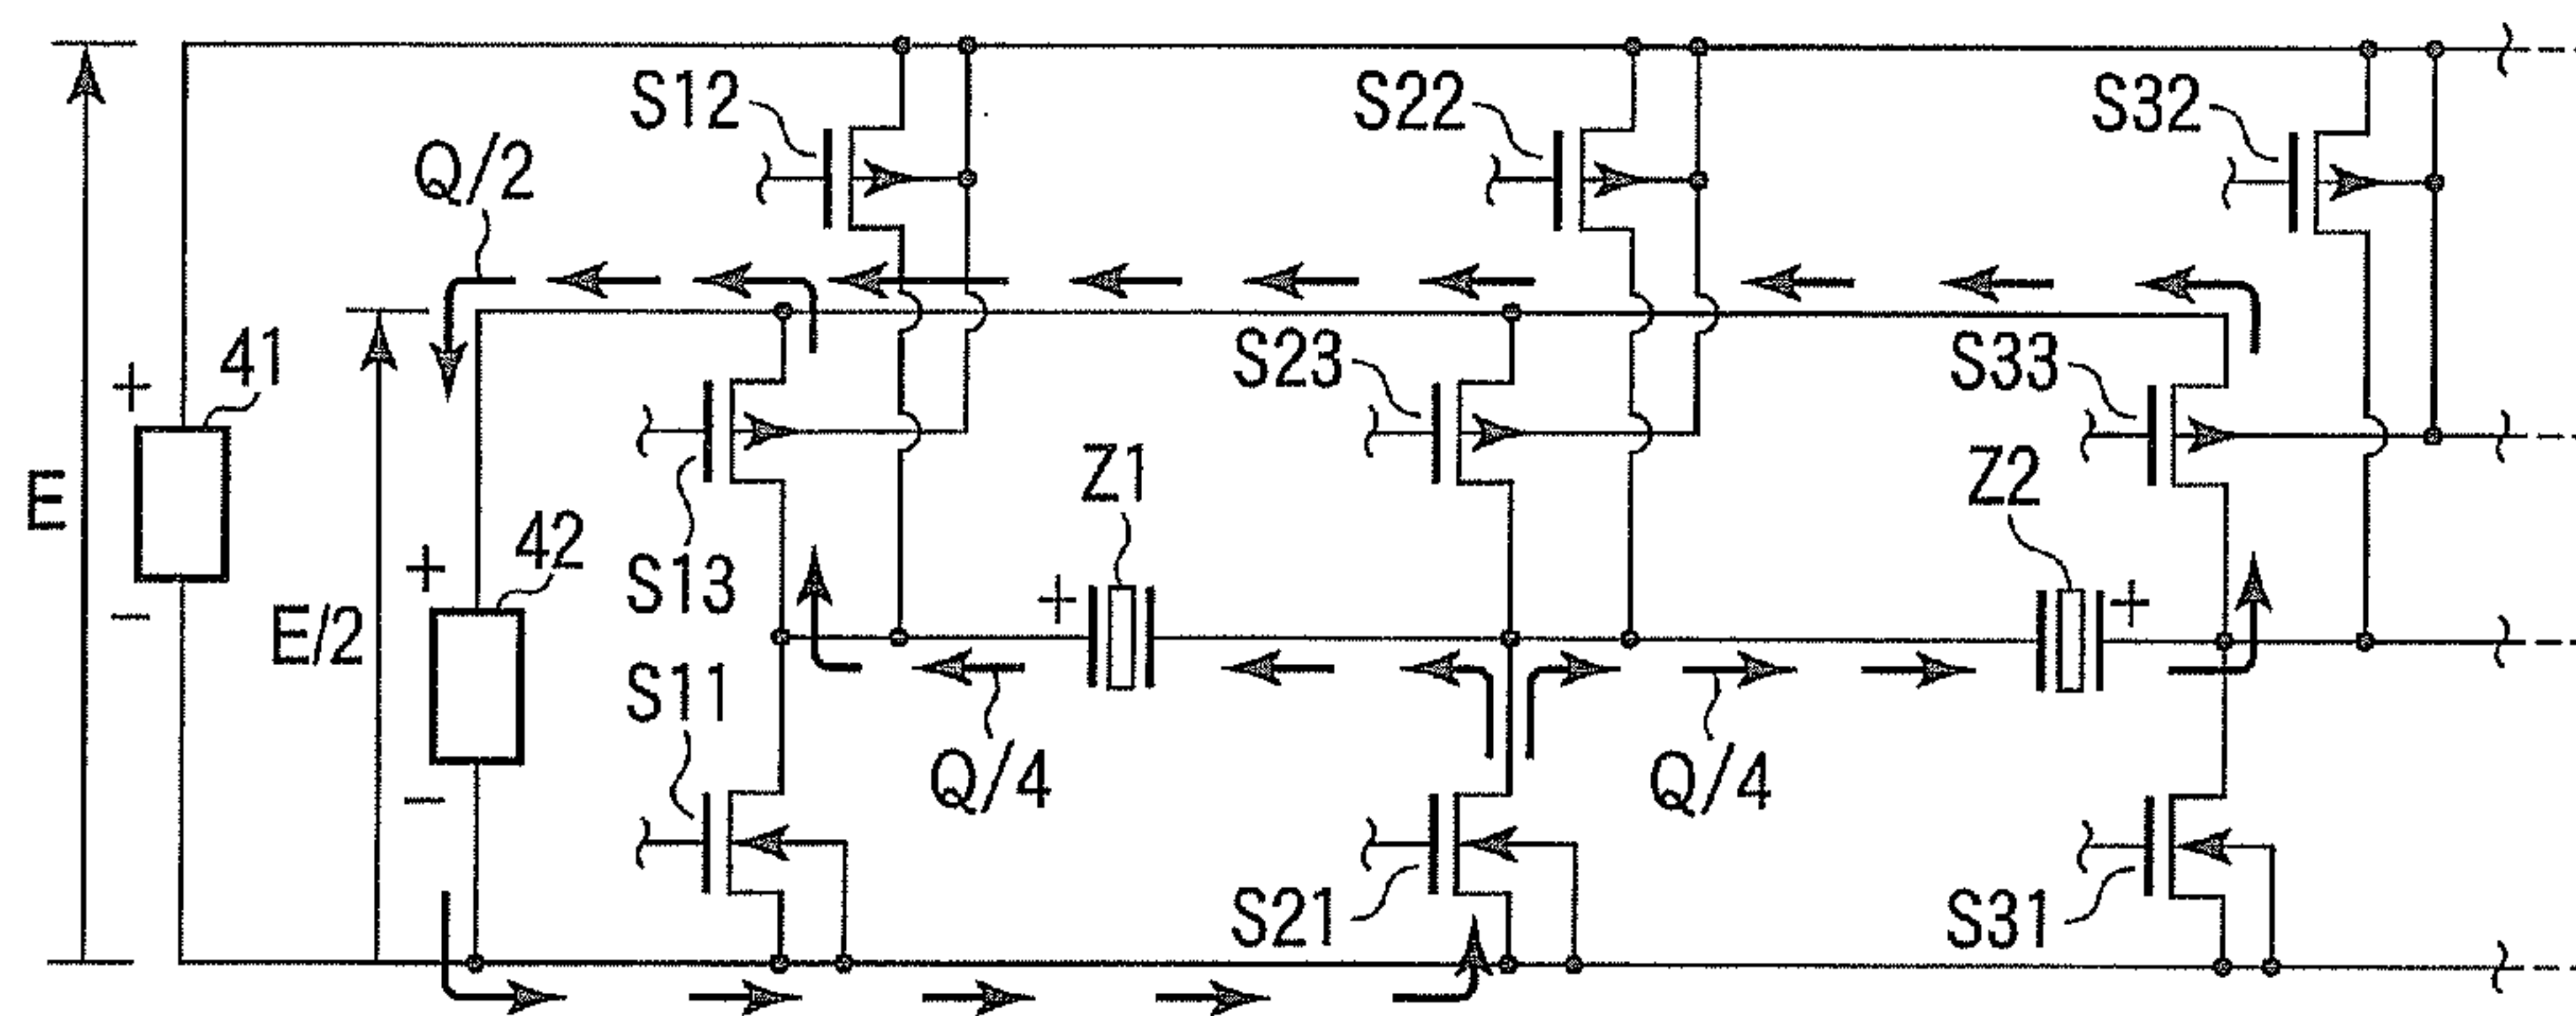 S12
S22
S32
Q/2
41
+
S23
S33
E
Z1
Z2
42
+
S13
+
+
−
E/2
S11
Q/4
Q/4
−
S21
S31